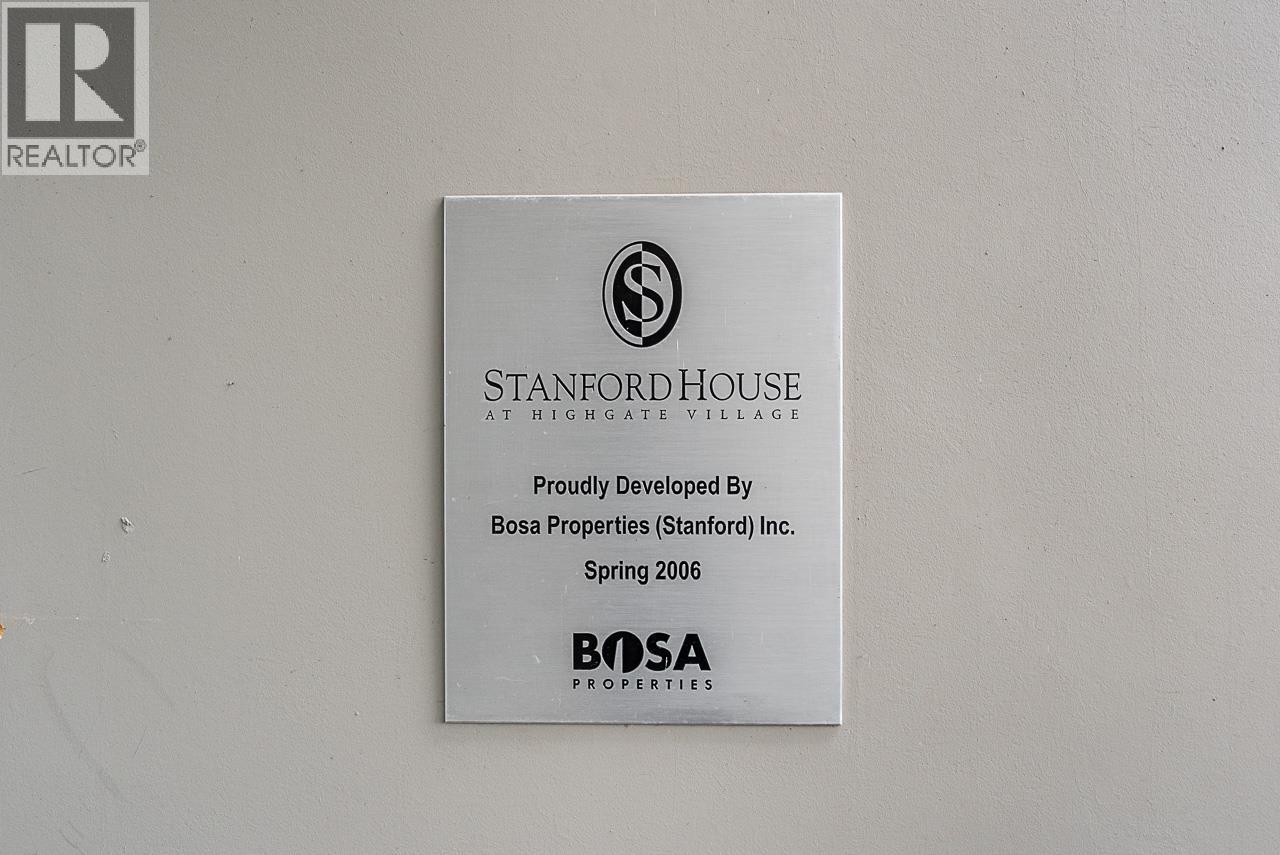 R
REALTOR®
S
STANFORD HOUSE
AT HIGHGATE VILLAGE
Proudly Developed By
Bosa Properties (Stanford) Inc.
Spring 2006
BOSA
PROPERTIES